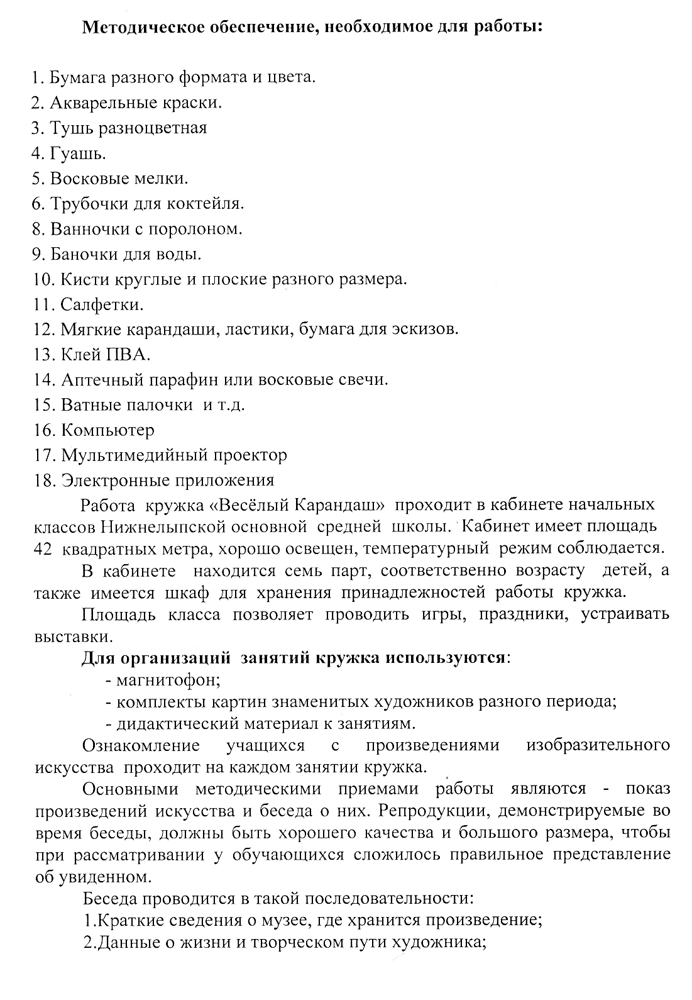 Методическое обеспечение, необходимое для работы:
1. Бумага разного формата и цвета.
2. Акварельные краски.
3. Тушь разноцветная
4. Гуашь.
5. Восковые мелки.
6. Трубочки для коктейля.
8. Ванночки с поролоном.
9. Баночки для воды.
10. Кисти круглые и плоские разного размера.
11. Салфетки.
12. Мягкие карандаши, ластики, бумага для эскизов.
13. Клей ПВА.
14. Аптечный парафин или восковые свечи.
15. Ватные палочки и т.д.
16. Компьютер
17. Мультимедийный проектор
18. Электронные приложения
Работа кружка «Весёлый Карандаш» проходит в кабинете начальных
классов Нижнелыпской основной средней школы. Кабинет имеет площадь
42 квадратных метра, хорошо освещен, температурный режим соблюдается.
В кабинете находится семь парт, соответственно возрасту детей, а
также имеется шкаф для хранения принадлежностей работы кружка.
Площадь класса позволяет проводить игры, праздники, устраивать
выставки.
Для организаций занятий кружка используются:
- магнитофон;
- комплекты картин знаменитых художников разного периода;
- дидактический материал к занятиям.
Ознакомление учащихся с произведениями изобразительного
искусства проходит на каждом занятии кружка.
Основными методическими приемами работы являются - показ
произведений искусства и беседа о них. Репродукции, демонстрируемые во
время беседы, должны быть хорошего качества и большого размера, чтобы
при рассматривании у обучающихся сложилось правильное представление
об увиденном.
Беседа проводится в такой последовательности:
1.Краткие сведения о музее, где хранится произведение;
2.Данные о жизни и творческом пути художника;